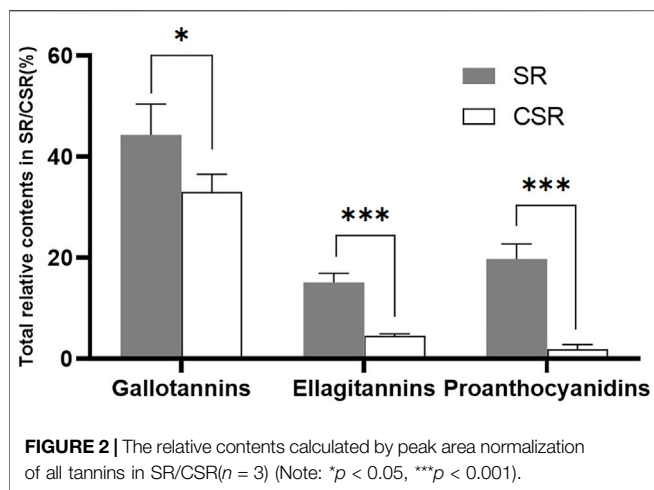 Total relative contents in SR/CSR(%)
60
40
20
0
*
***
***
SR
CSR
Gallotannins Ellagitannins Proanthocyanidins
FIGURE 2 | The relative contents calculated by peak area normalization
of all tannins in SR/CSR(n = 3) (Note: *p < 0.05, ***p < 0.001).